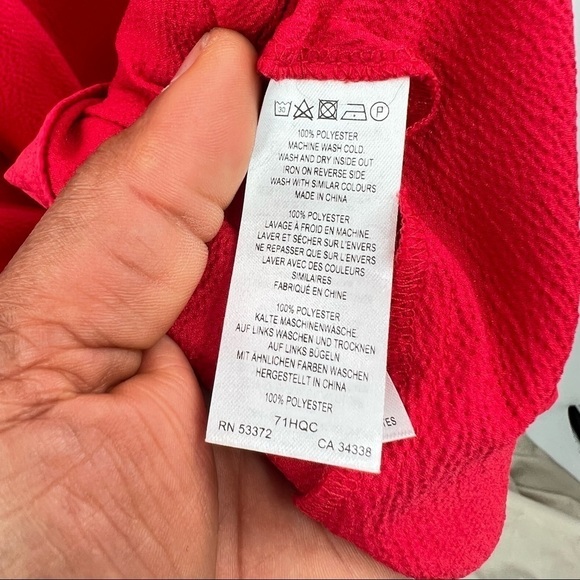 30 P
100% POLYESTER
MACHINE WASH COLD.
WASH AND DRY INSIDE OUT
IRON ON REVERSE SIDE
WASH WITH SIMILAR COLOURS
MADE IN CHINA
100% POLYESTER
LAVAGE À FROID EN MACHINE
LAVER ET SÉCHER SUR L'ENVERS
NE REPASSER QUE SUR L'ENVERS
LAVER AVEC DES COULEURS
SIMILAIRES
FABRIQUÉ EN CHINE
100% POLYESTER
KALTE MASCHINENWÄSCHE
AUF LINKS WASCHEN UND TROCKNEN
AUF LINKS BÜGELN
MIT ÄHNLICHEN FARBEN WASCHEN
HERGESTELLT IN CHINA
100% POLYESTER
71HQC
RN 53372 CA 34338